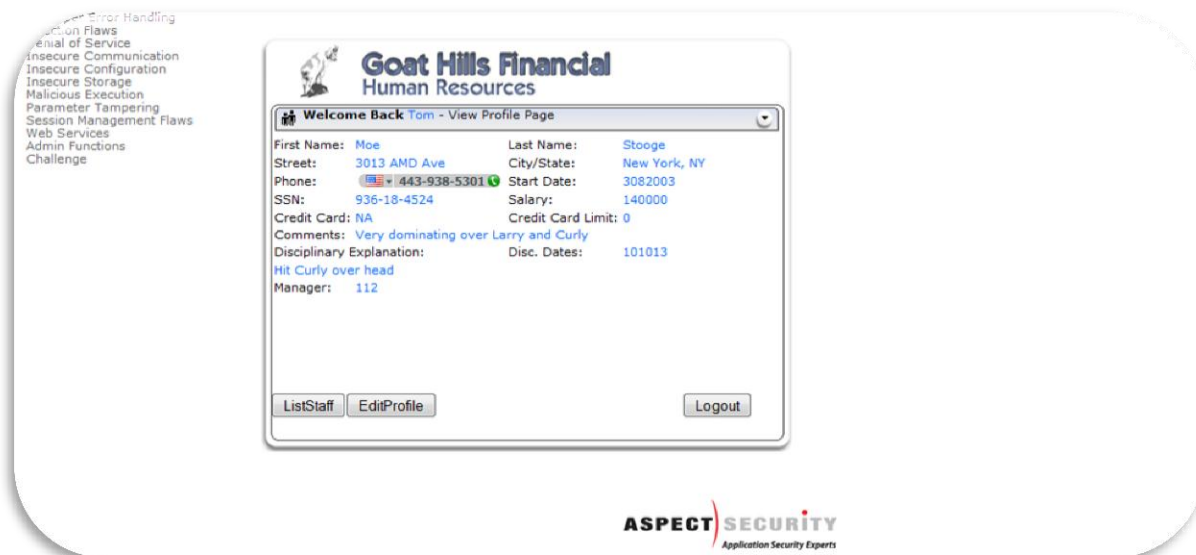 Error Handling
Flaws
Denial of Service
Insecure Communication
Insecure Configuration
Insecure Storage
Malicious Execution
Parameter Tampering
Session Management Flaws
Web Services
Admin Functions
Challenge
Goat Hills Financial
Human Resources
Welcome Back Tom - View Profile Page
First Name: Moe Last Name: Stooge
Street: 3013 AMD Ave City/State: New York, NY
Phone: 443-938-5301 Start Date: 3082003
SSN: 936-18-4524 Salary: 140000
Credit Card: NA Credit Card Limit: 0
Comments: Very dominating over Larry and Curly
Disciplinary Explanation: Disc. Dates: 101013
Hit Curly over head
Manager: 112
ListStaff EditProfile Logout
ASPECT SECURITY
Application Security Experts